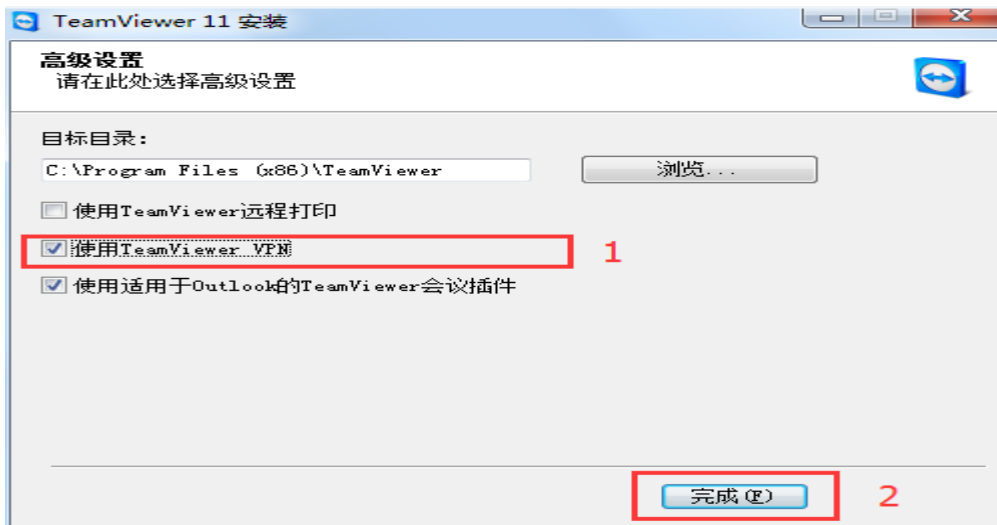 TeamViewer 11 安装
高级设置
请在此处选择高级设置
目标目录:
C:\Program Files (x86)\TeamViewer
浏览...
使用TeamViewer远程打印
使用TeamViewer VPN
1
使用适用于Outlook的TeamViewer会议插件
完成(F)
2